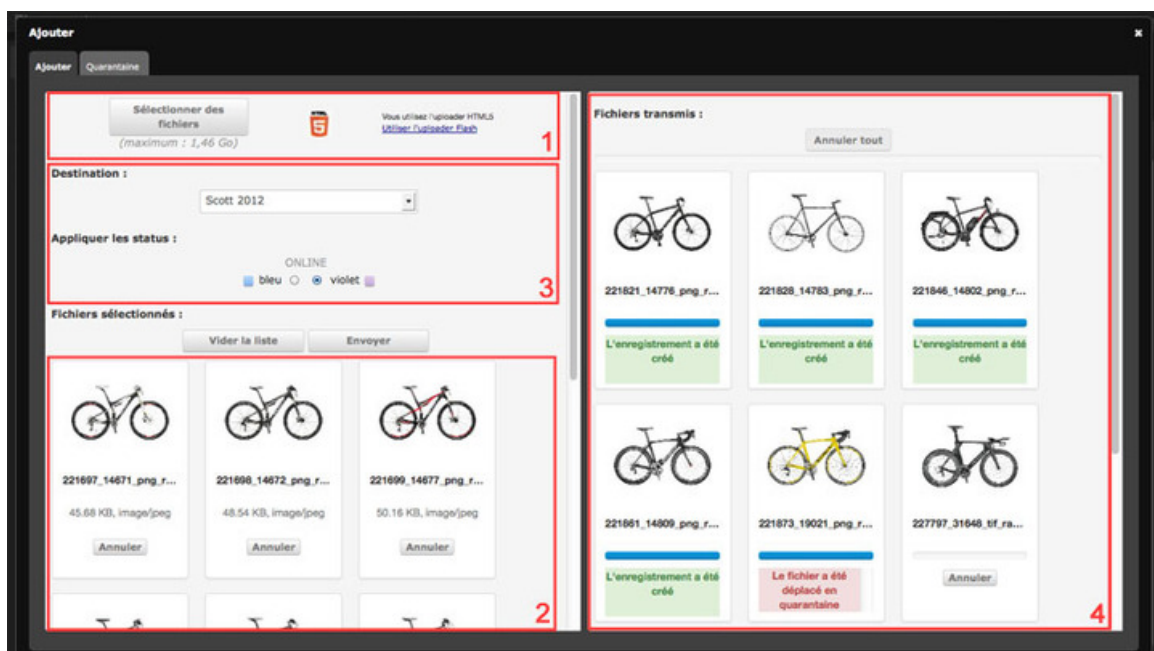 Ajouter
Ajouter
Quarantaine
Sélectionner des
fichiers
(maximum : 1,46 Go)
HTML
5
Vous utilisez l'uploader HTML5
Utiliser l'uploader Flash
1
Destination :
Scott 2012
Appliquer les status :
ONLINE
bleu
violet
3
Fichiers sélectionnés :
Vider la liste
Envoyer
221697_14671_png_r...
221698_14672_png_r...
221699_14677_png_r...
45.68 KB, image/jpeg
48.54 KB, image/jpeg
50.16 KB, image/jpeg
Annuler
Annuler
Annuler
2
Fichiers transmis :
Annuler tout
221821_14776_png_r...
221828_14783_png_r...
221846_14802_png_r...
L'enregistrement a été
créé
L'enregistrement a été
créé
L'enregistrement a été
créé
221861_14809_png_r...
221873_19021_png_r...
227797_31648_tif_ra...
L'enregistrement a été
créé
Le fichier a été
déplacé en
quarantaine
Annuler
4